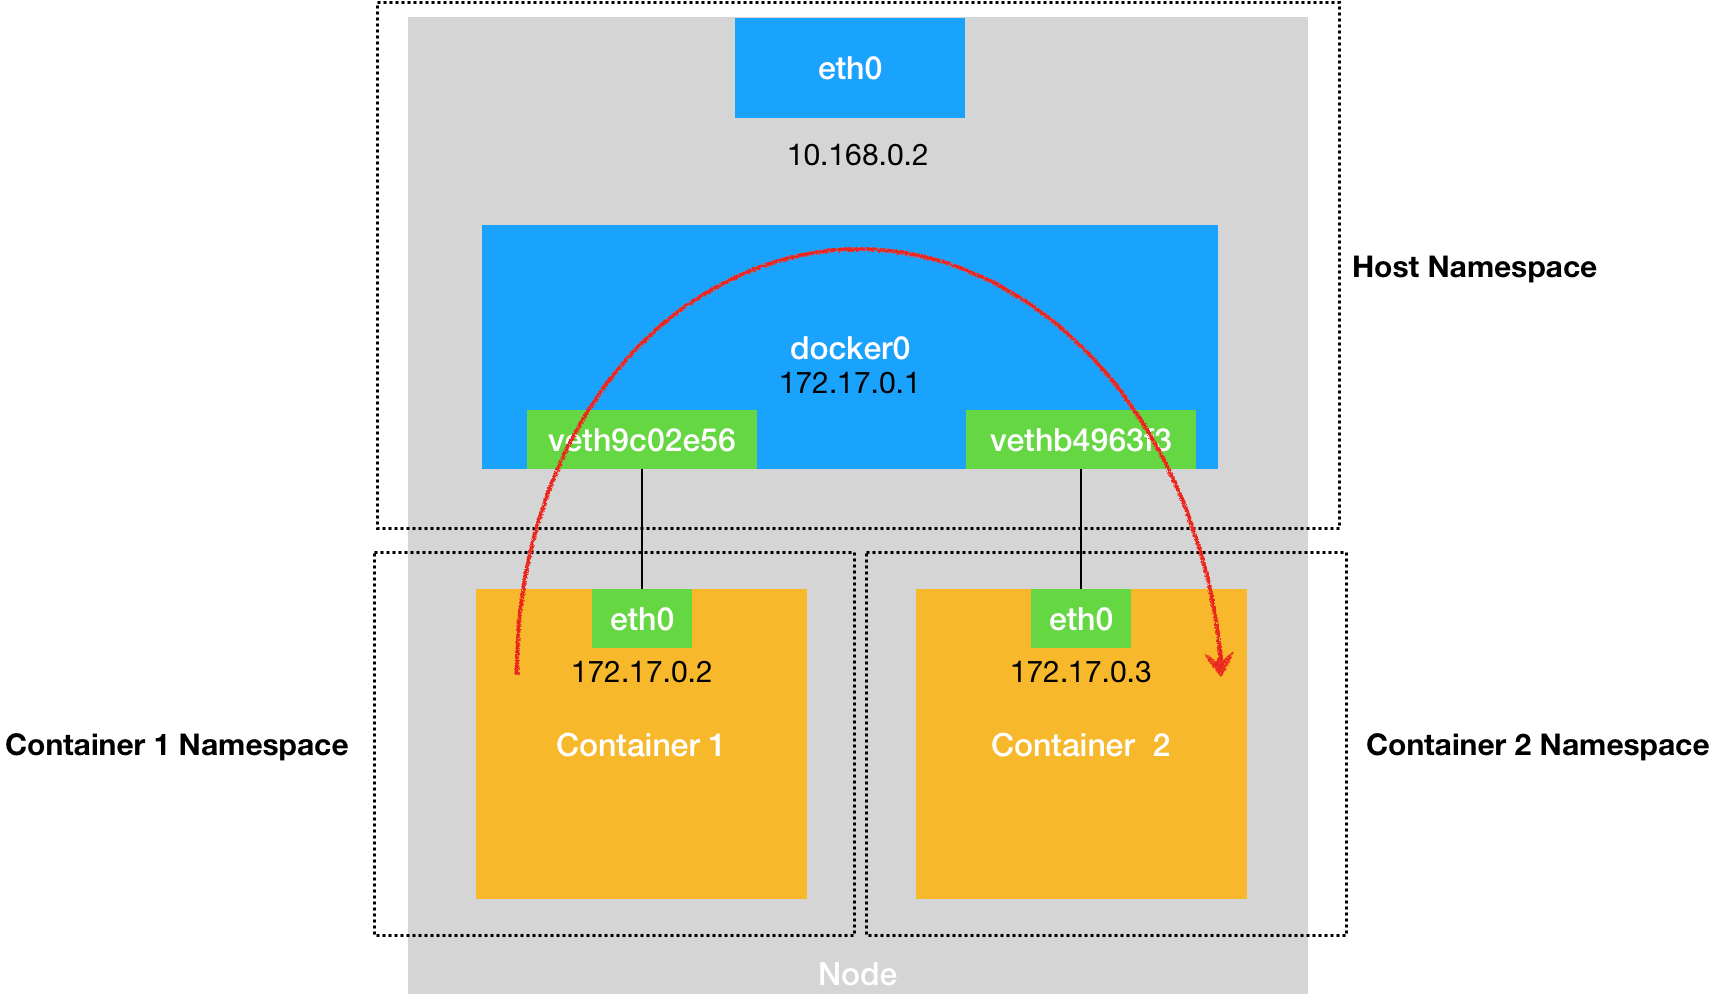 eth0
10.168.0.2
Host Namespace
docker0
172.17.0.1
veth9c02e56
vethb4963f3
eth0
eth0
172.17.0.2
172.17.0.3
Container 1 Namespace
Container 1
Container 2
Container 2 Namespace
Node